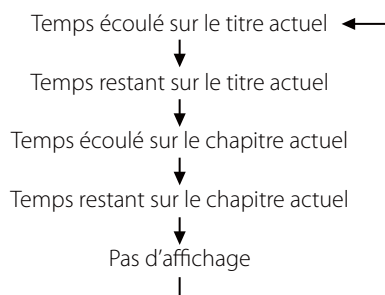 Temps écoulé sur le titre actuel
Temps restant sur le titre actuel
Temps écoulé sur le chapitre actuel
Temps restant sur le chapitre actuel
Pas d’affichage